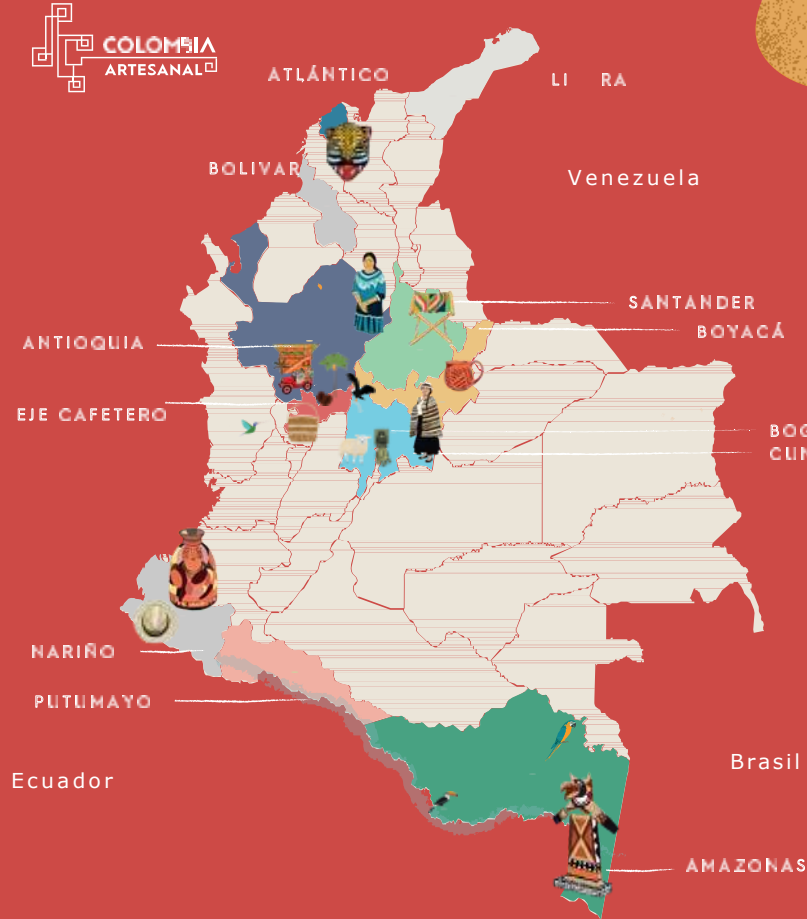 COLOMBIA
ARTESANAL
ATLÁNTICO
BOLIVAR
Venezuela
SANTANDER
BOYACÁ
ANTIOQUIA
EJE CAFETERO
NARIÑO
PUTUMAYO
Ecuador
Brasil
AMAZONAS